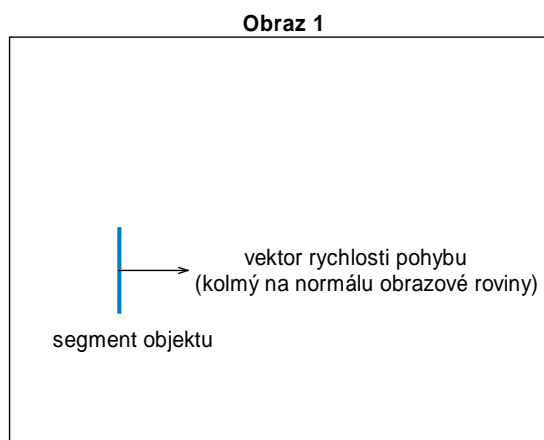 Obraz 1
vektor rychlosti pohybu
(kolmý na normálu obrazové roviny)
segment objektu